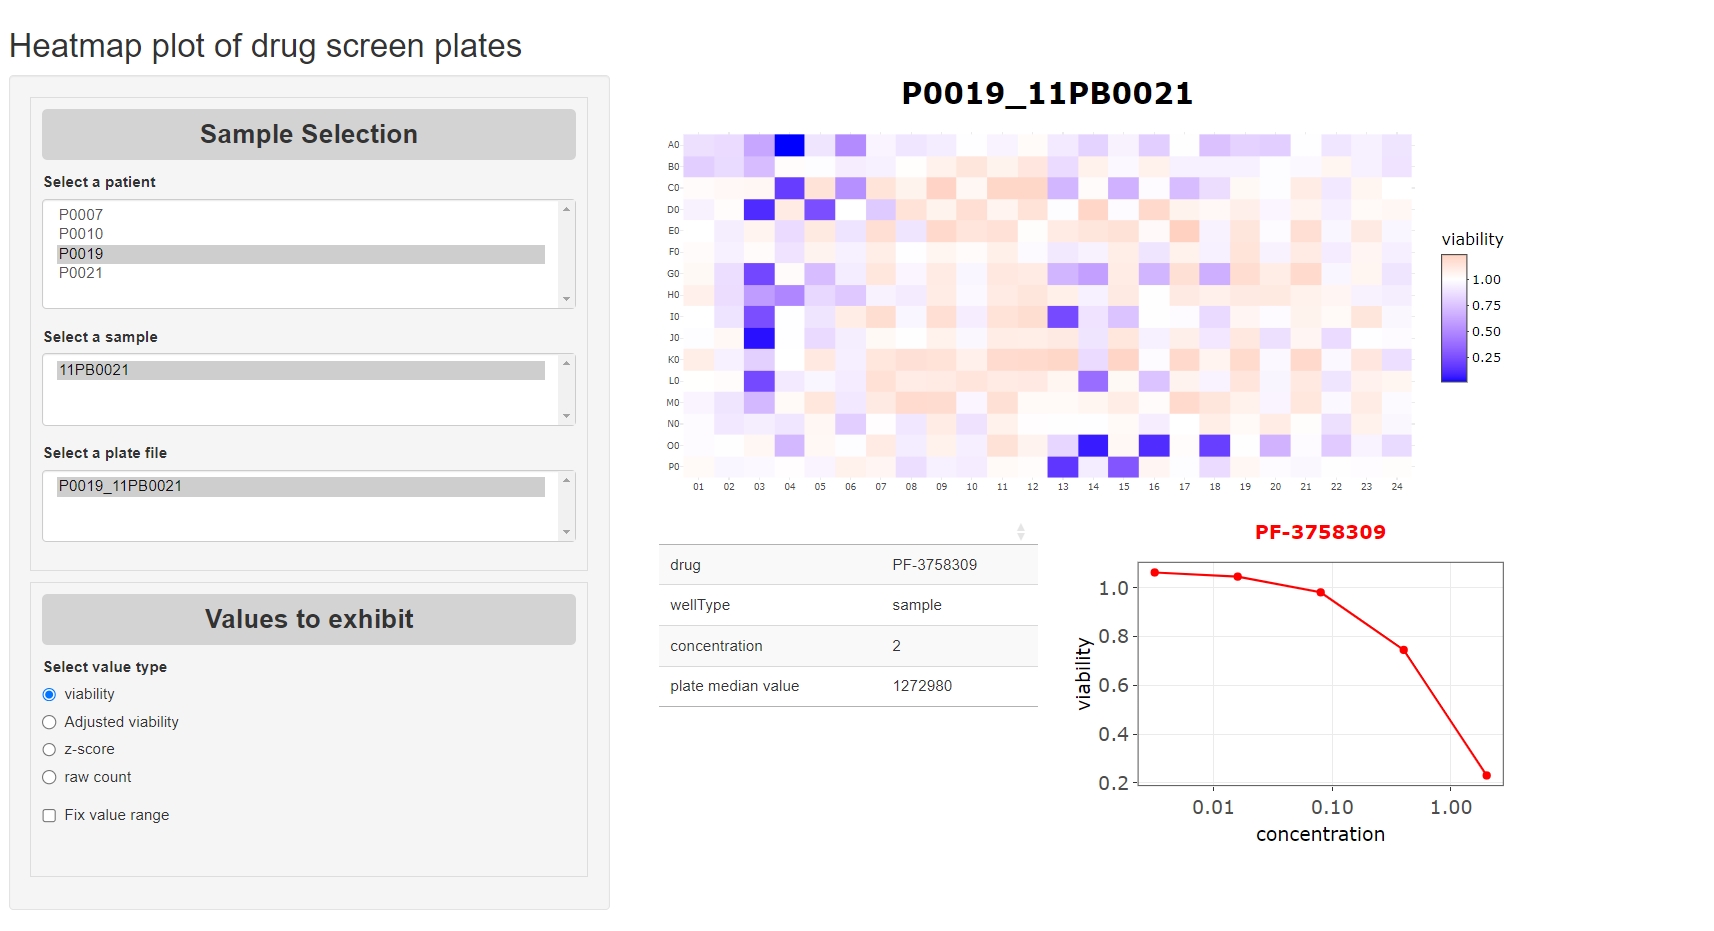 Heatmap plot of drug screen plates
Sample Selection
Select a patient
P0007
P0010
P0019
P0021
Select a sample
11PB0021
Select a plate file
P0019_11PB0021
Values to exhibit
Select value type
viability
Adjusted viability
z-score
raw count
Fix value range
P0019_11PB0021
A0
B0
C0
D0
E0
F0
G0
H0
I0
J0
K0
L0
M0
N0
O0
P0
01 02 03 04 05 06 07 08 09 10 11 12 13 14 15 16 17 18 19 20 21 22 23 24
viability
1.00
0.75
0.50
0.25
drug PF-3758309
wellType sample
concentration 2
plate median value 1272980
PF-3758309
viability
1.0
0.8
0.6
0.4
0.2
0.01 0.10 1.00
concentration